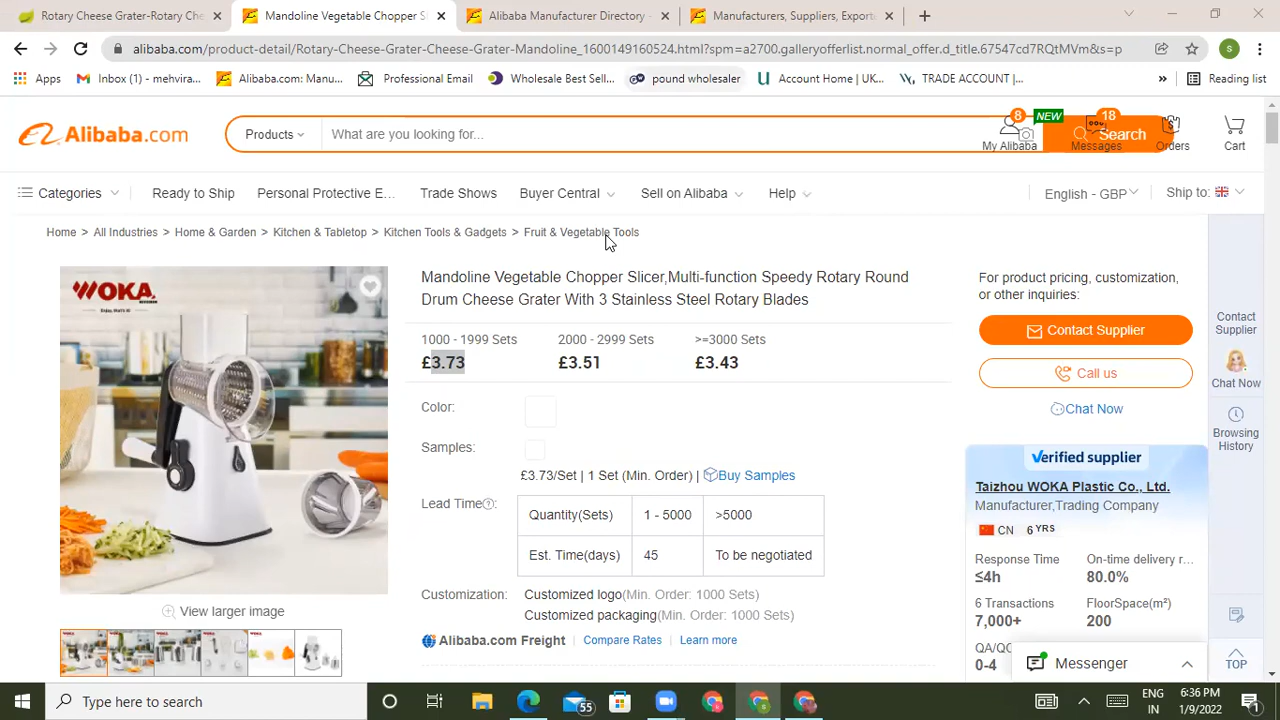 Rotary Cheese Grater-Rotary Che
Mandoline Vegetable Chopper S
Alibaba Manufacturer Directory -
Manufacturers, Suppliers, Export
alibaba.com/product-detail/Rotary-Cheese-Grater-Cheese-Grater-Mandoline_1600149160524.html?spm=a2700.galleryofferlist.normal_offer.d_title.67547cd7RQtMVm&s=p
S
Apps
Inbox (1) - mehvira...
Alibaba.com: Manu...
Professional Email
Wholesale Best Sell...
pound wholesaler
Account Home | UK...
TRADE ACCOUNT |...
»
Reading list
Alibaba.com
Products
What are you looking for...
Search
8
My Alibaba
NEW
18
Messages
Orders
Cart
Categories
Ready to Ship
Personal Protective E...
Trade Shows
Buyer Central
Sell on Alibaba
Help
English - GBP
Ship to:
Home > All Industries > Home & Garden > Kitchen & Tabletop > Kitchen Tools & Gadgets > Fruit & Vegetable Tools
WOKA
Mandoline Vegetable Chopper Slicer,Multi-function Speedy Rotary Round
Drum Cheese Grater With 3 Stainless Steel Rotary Blades
1000 - 1999 Sets 2000 - 2999 Sets >=3000 Sets
£3.73 £3.51 £3.43
Color:
Samples:
£3.73/Set | 1 Set (Min. Order) | Buy Samples
Lead Time
Quantity(Sets) 1 - 5000 >5000
Est. Time(days) 45 To be negotiated
Customization: Customized logo(Min. Order: 1000 Sets)
Customized packaging(Min. Order: 1000 Sets)
Alibaba.com Freight Compare Rates Learn more
View larger image
For product pricing, customization,
or other inquiries:
Contact Supplier
Call us
Chat Now
Verified supplier
Taizhou WOKA Plastic Co., Ltd.
Manufacturer,Trading Company
CN 6 YRS
Response Time On-time delivery r...
≤4h 80.0%
6 Transactions FloorSpace(m²)
7,000+ 200
QA/QC
0-4
Messenger
Contact
Supplier
Chat Now
Browsing
History
TOP
Type here to search
55
ENG
IN
6:36 PM
1/9/2022
1